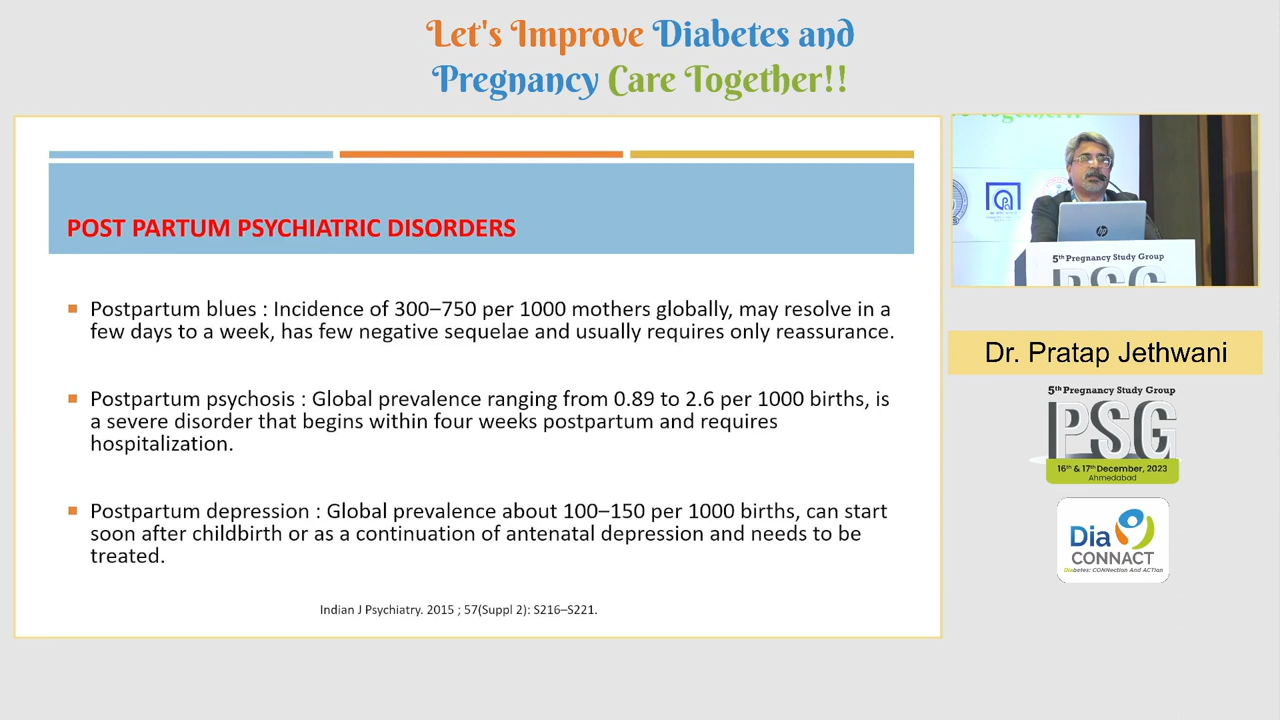 Let's Improve Diabetes and
Pregnancy Care Together!!
POST PARTUM PSYCHIATRIC DISORDERS
Postpartum blues : Incidence of 300–750 per 1000 mothers globally, may resolve in a
few days to a week, has few negative sequelae and usually requires only reassurance.
Postpartum psychosis : Global prevalence ranging from 0.89 to 2.6 per 1000 births, is
a severe disorder that begins within four weeks postpartum and requires
hospitalization.
Postpartum depression : Global prevalence about 100–150 per 1000 births, can start
soon after childbirth or as a continuation of antenatal depression and needs to be
treated.
Indian J Psychiatry. 2015 ; 57(Suppl 2): S216–S221.
hp
5th Pregnancy Study Group
PSG
Dr. Pratap Jethwani
5th Pregnancy Study Group
PSG
16th & 17th December, 2023
Ahmedabad
Dia
CONNACT
Diabetes: CONNection And ACTion